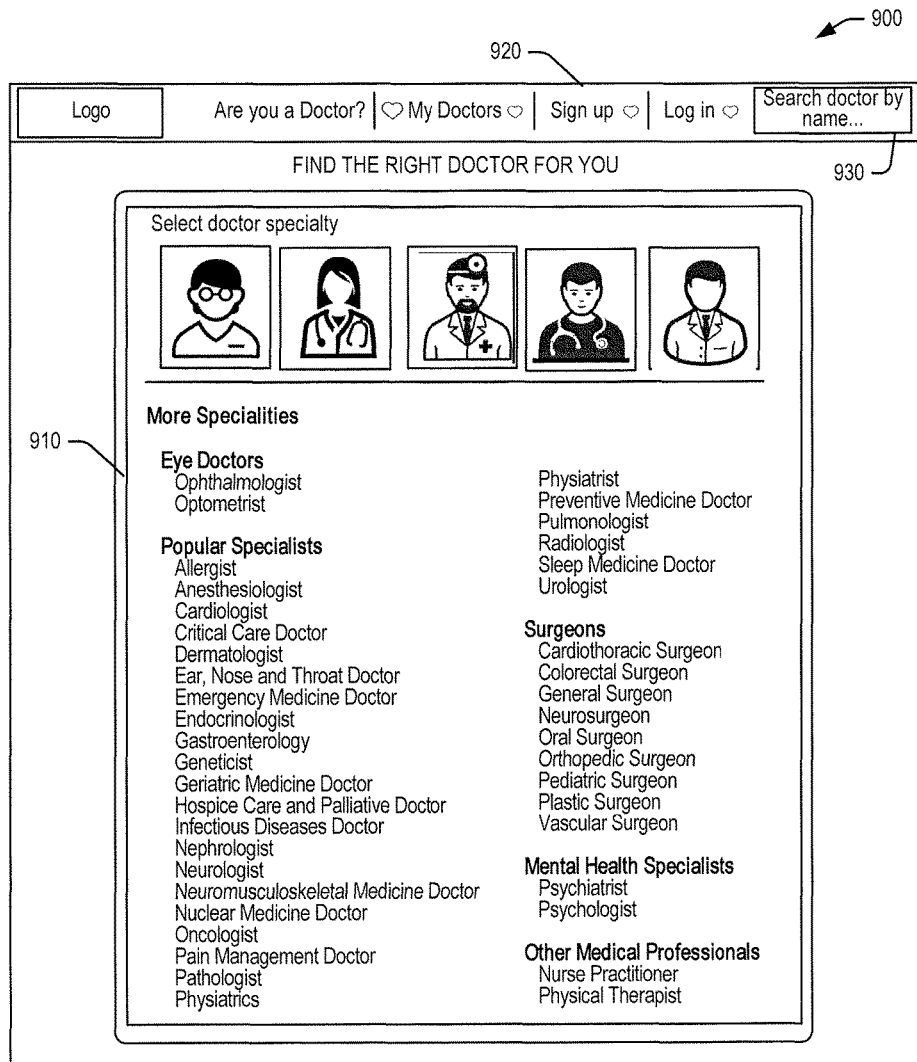 900
920
Logo
Are you a Doctor?
My Doctors
Sign up
Log in
Search doctor by
name...
930
FIND THE RIGHT DOCTOR FOR YOU
Select doctor specialty
More Specialities
910
Eye Doctors
Ophthalmologist
Optometrist
Popular Specialists
Allergist
Anesthesiologist
Cardiologist
Critical Care Doctor
Dermatologist
Ear, Nose and Throat Doctor
Emergency Medicine Doctor
Endocrinologist
Gastroenterology
Geneticist
Geriatric Medicine Doctor
Hospice Care and Palliative Doctor
Infectious Diseases Doctor
Nephrologist
Neurologist
Neuromusculoskeletal Medicine Doctor
Nuclear Medicine Doctor
Oncologist
Pain Management Doctor
Pathologist
Physiatrics
Physiatrist
Preventive Medicine Doctor
Pulmonologist
Radiologist
Sleep Medicine Doctor
Urologist
Surgeons
Cardiothoracic Surgeon
Colorectal Surgeon
General Surgeon
Neurosurgeon
Oral Surgeon
Orthopedic Surgeon
Pediatric Surgeon
Plastic Surgeon
Vascular Surgeon
Mental Health Specialists
Psychiatrist
Psychologist
Other Medical Professionals
Nurse Practitioner
Physical Therapist